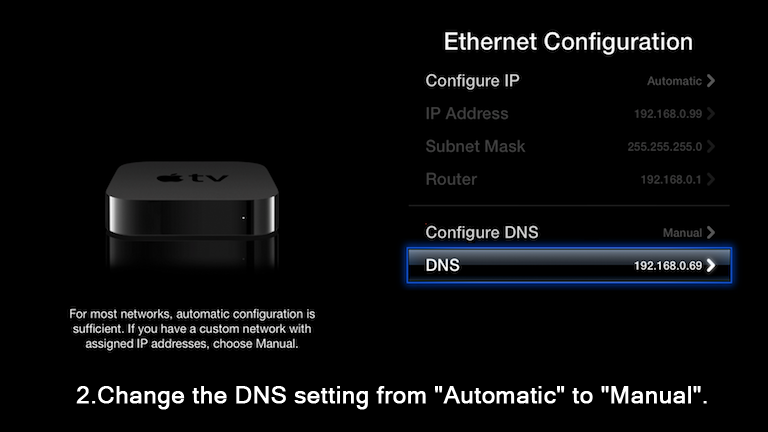 Ethernet Configuration
Configure IP Automatic
IP Address 192.168.0.99
Subnet Mask 255.255.255.0
Router 192.168.0.1
tv
Configure DNS Manual
DNS 192.168.0.69
For most networks, automatic configuration is
sufficient. If you have a custom network with
assigned IP addresses, choose Manual.
2.Change the DNS setting from "Automatic" to "Manual".